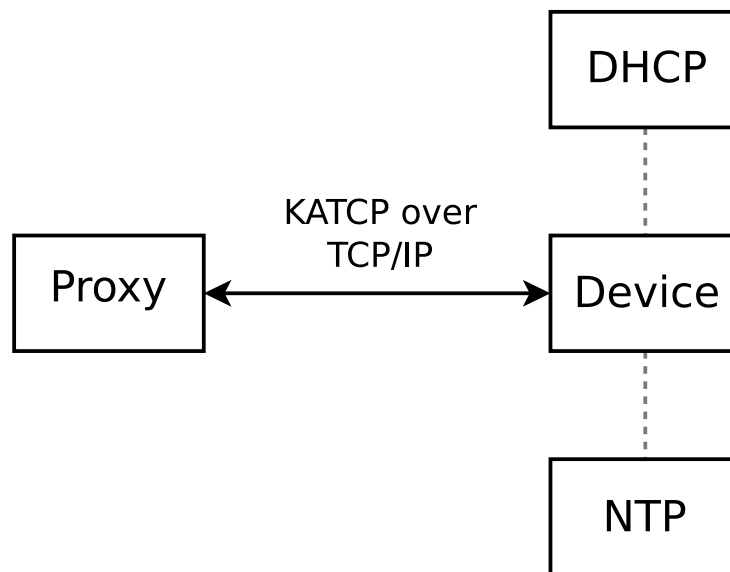 DHCP
KATCP over
TCP/IP
Proxy
Device
NTP